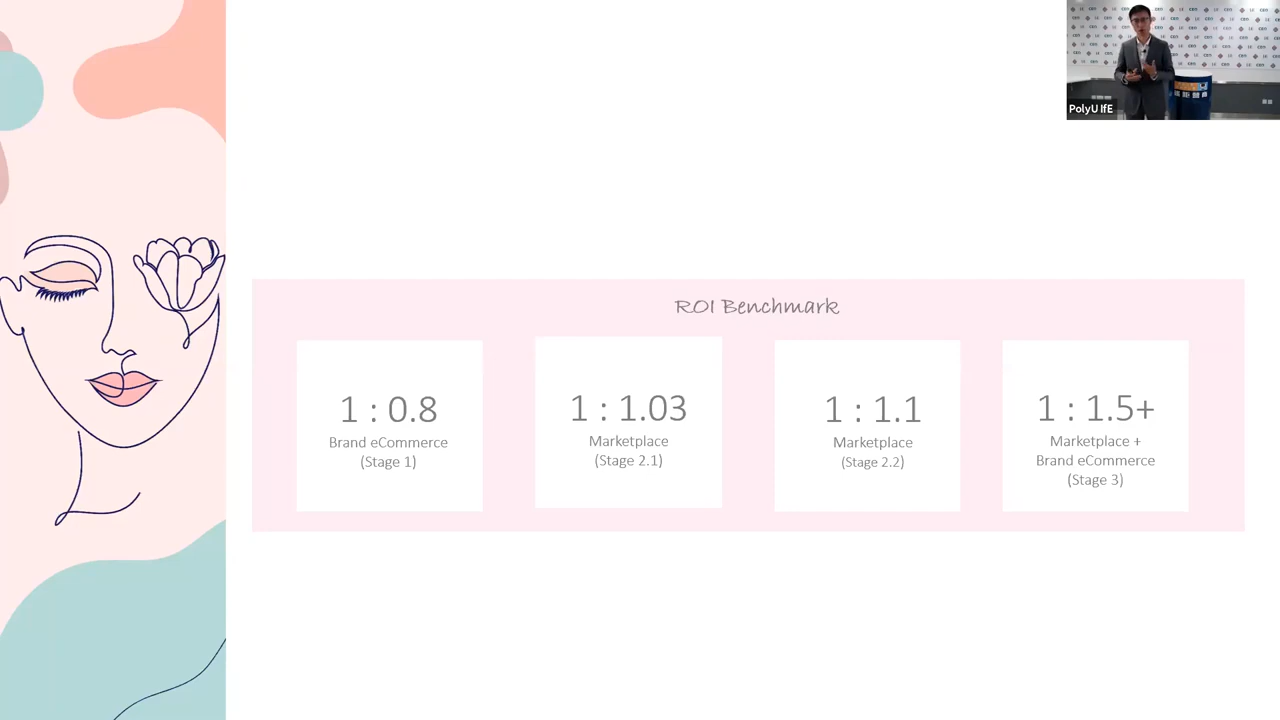 PolyU IfE
ROI Benchmark
1 : 0.8
Brand eCommerce
(Stage 1)
1 : 1.03
Marketplace
(Stage 2.1)
1 : 1.1
Marketplace
(Stage 2.2)
1 : 1.5+
Marketplace +
Brand eCommerce
(Stage 3)